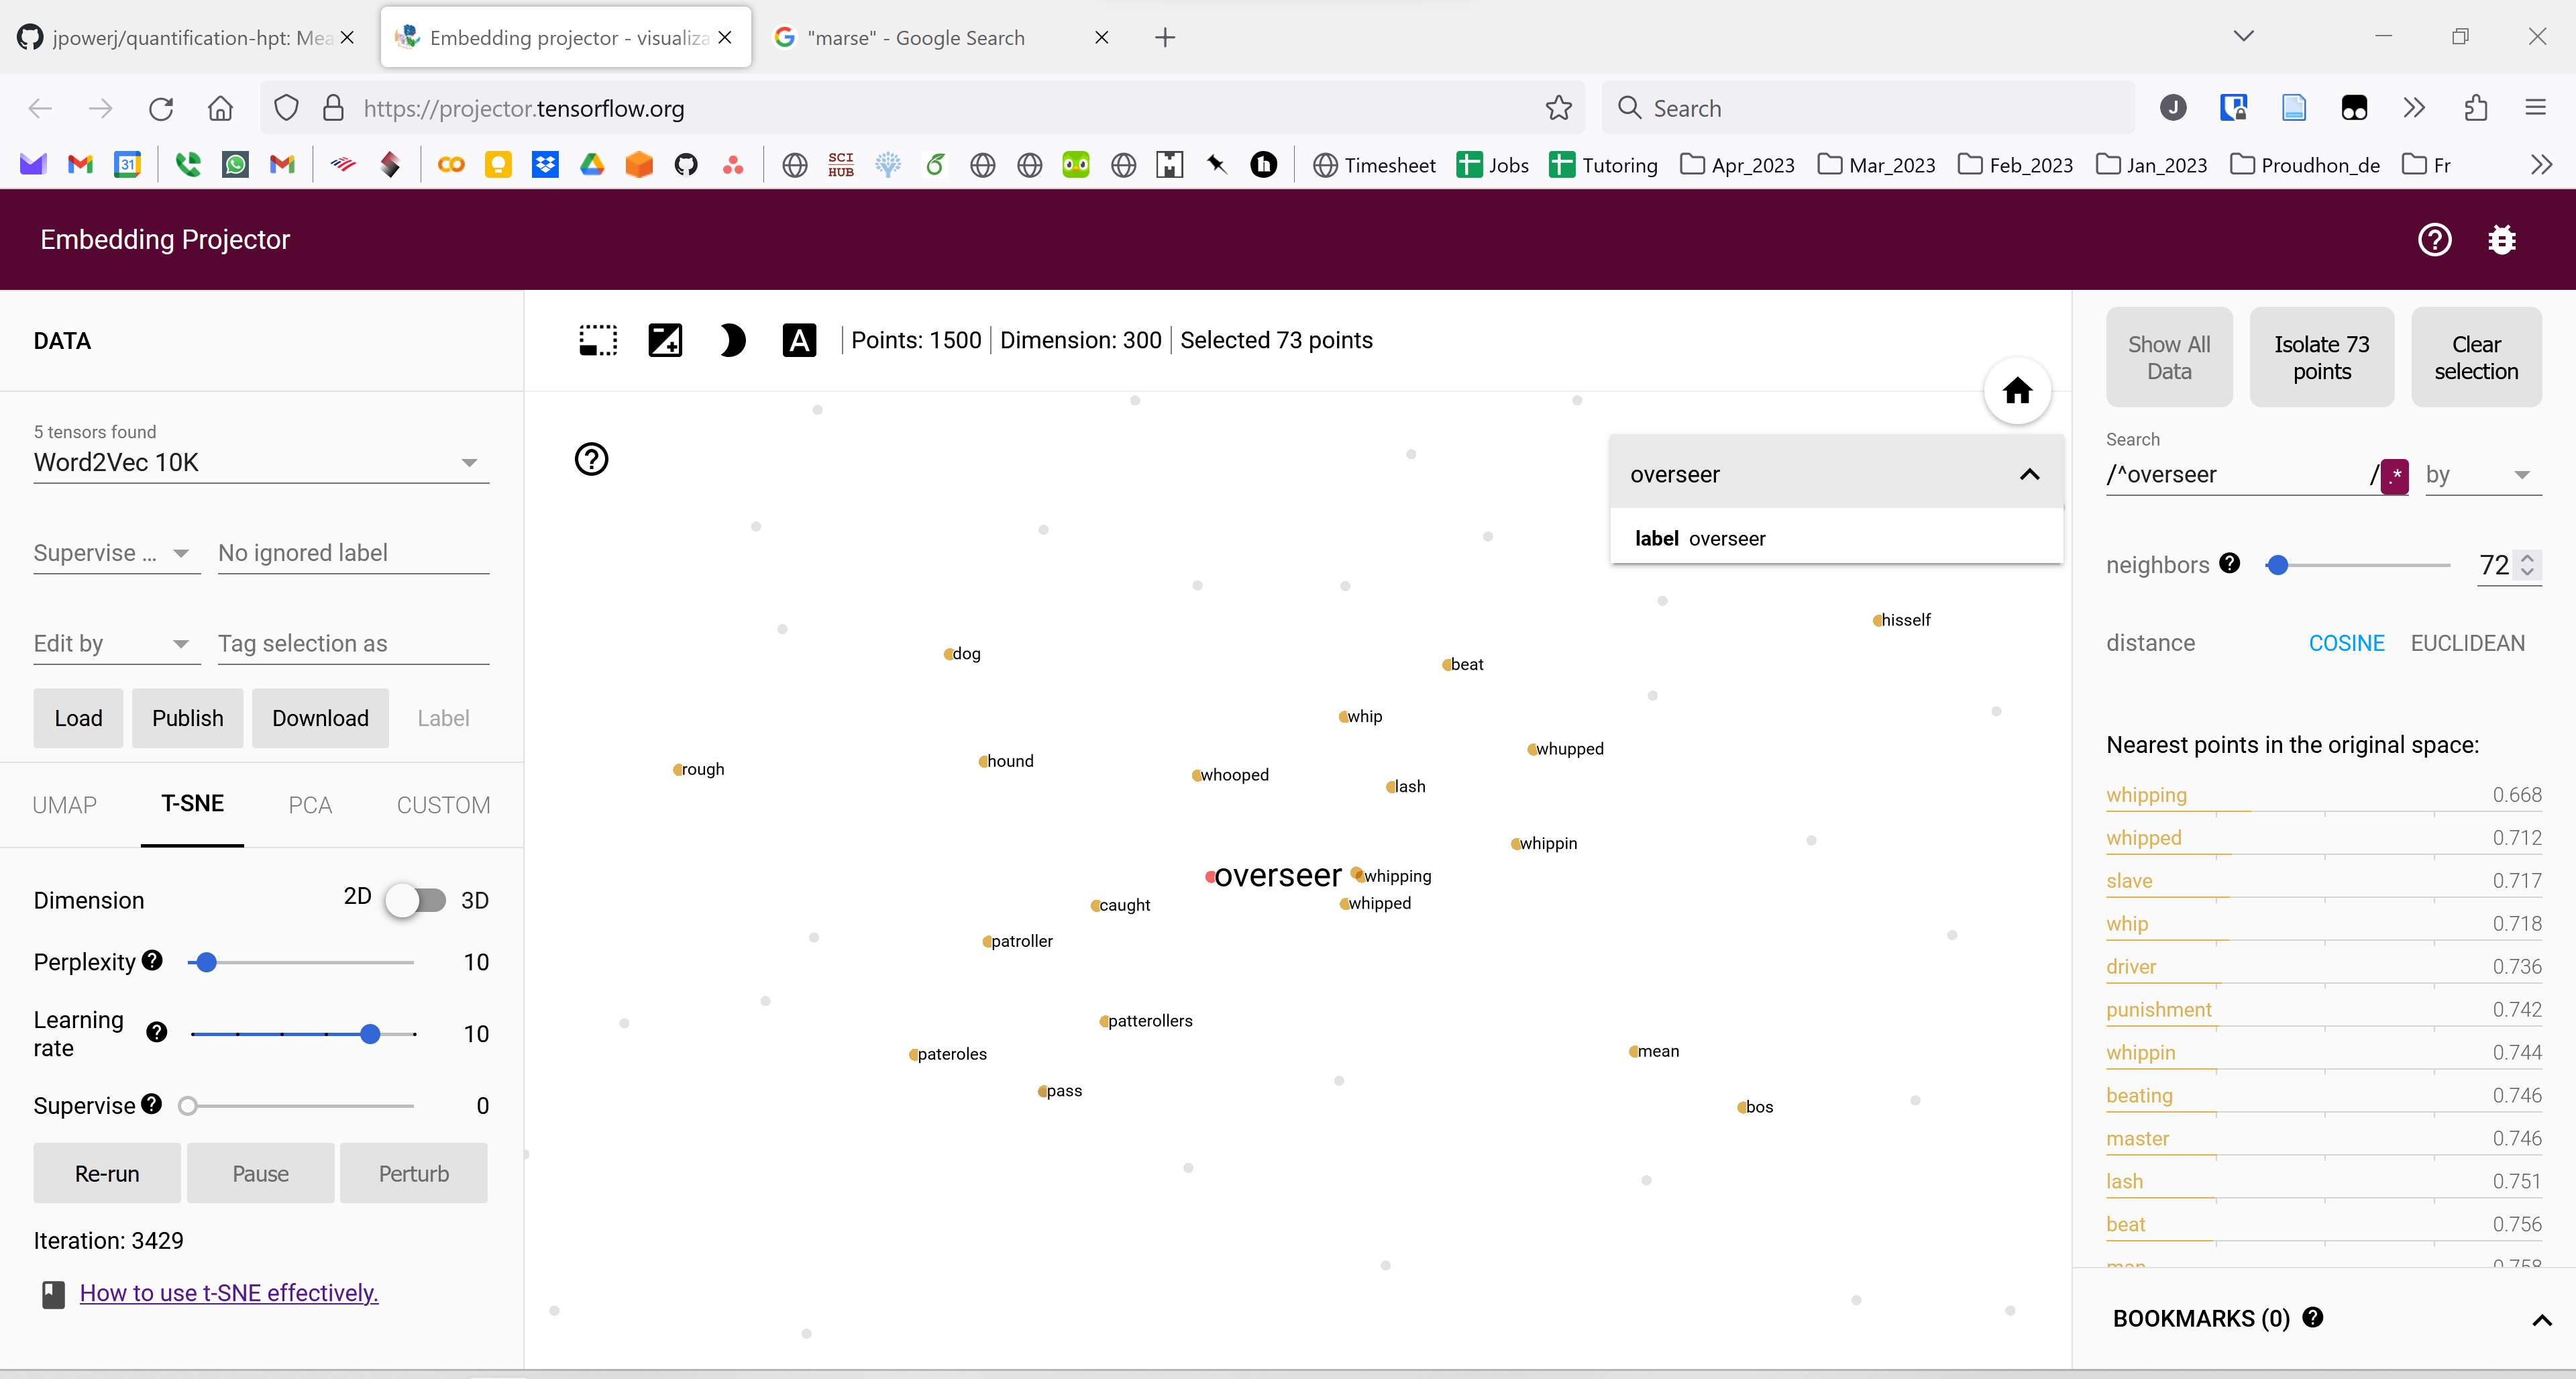 jpowerj/quantification-hpt: Mea
Embedding projector - visualiza
"marse" - Google Search
https://projector.tensorflow.org
Search
J
31
SCI
HUB
Timesheet
Jobs
Tutoring
Apr_2023
Mar_2023
Feb_2023
Jan_2023
Proudhon_de
Fr
Embedding Projector
DATA
5 tensors found
Word2Vec 10K
Supervise ...
No ignored label
Edit by
Tag selection as
Load
Publish
Download
Label
UMAP
T-SNE
PCA
CUSTOM
Dimension
2D
3D
Perplexity
10
Learning
rate
10
Supervise
0
Re-run
Pause
Perturb
Iteration: 3429
How to use t-SNE effectively.
A
Points: 1500
Dimension: 300
Selected 73 points
overseer
label overseer
hisself
dog
beat
whip
whupped
hound
rough
whooped
lash
whippin
overseer
whipping
whipped
caught
patroller
patterollers
pateroles
mean
pass
bos
Show All
Data
Isolate 73
points
Clear
selection
Search
/^overseer
/
.*
by
neighbors
72
distance
COSINE
EUCLIDEAN
Nearest points in the original space:
whipping 0.668
whipped 0.712
slave 0.717
whip 0.718
driver 0.736
punishment 0.742
whippin 0.744
beating 0.746
master 0.746
lash 0.751
beat 0.756
man 0.758
BOOKMARKS (0)